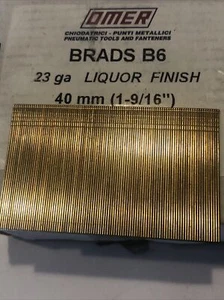 OMER
CHIODATRICI - PUNTI METALLICI
PNEUMATIC TOOLS AND FASTENERS
BRADS B6
23 ga LIQUOR FINISH
40 mm (1-9/16")